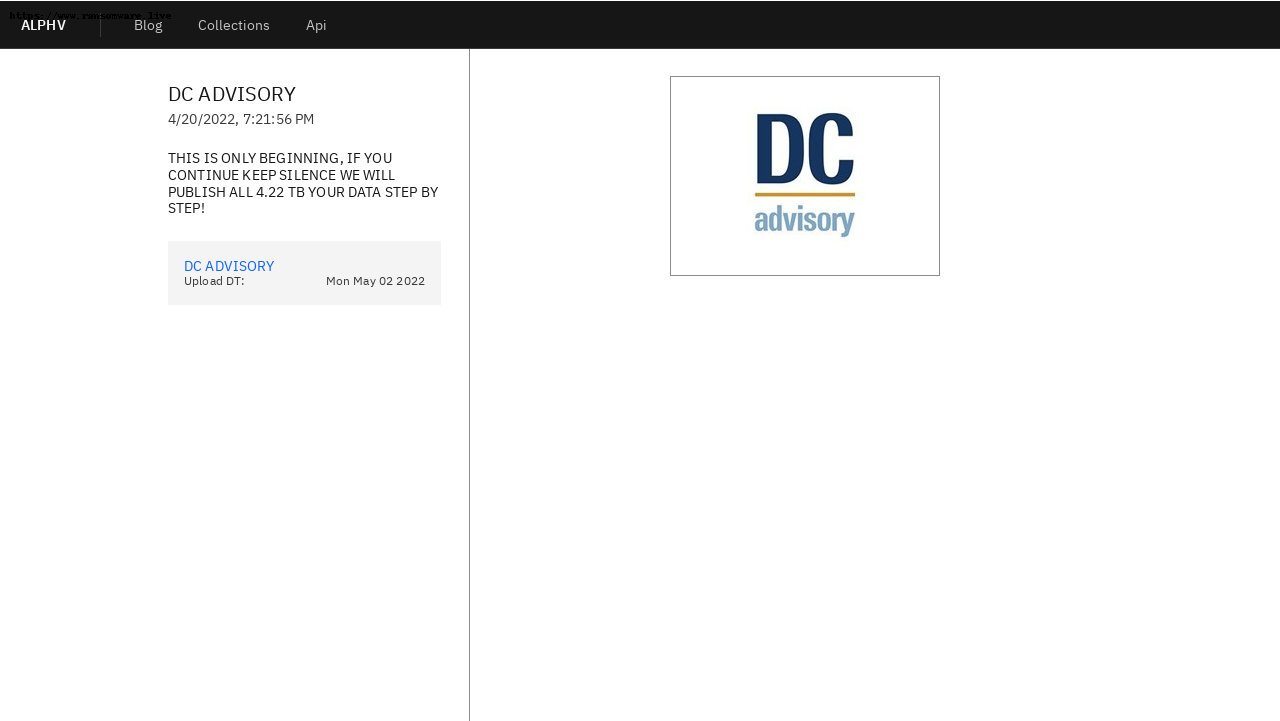 https://www.ransomware.live
ALPHV
Blog
Collections
Api
DC ADVISORY
4/20/2022, 7:21:56 PM
THIS IS ONLY BEGINNING, IF YOU
CONTINUE KEEP SILENCE WE WILL
PUBLISH ALL 4.22 TB YOUR DATA STEP BY
STEP!
DC ADVISORY
Upload DT: Mon May 02 2022
DC
advisory